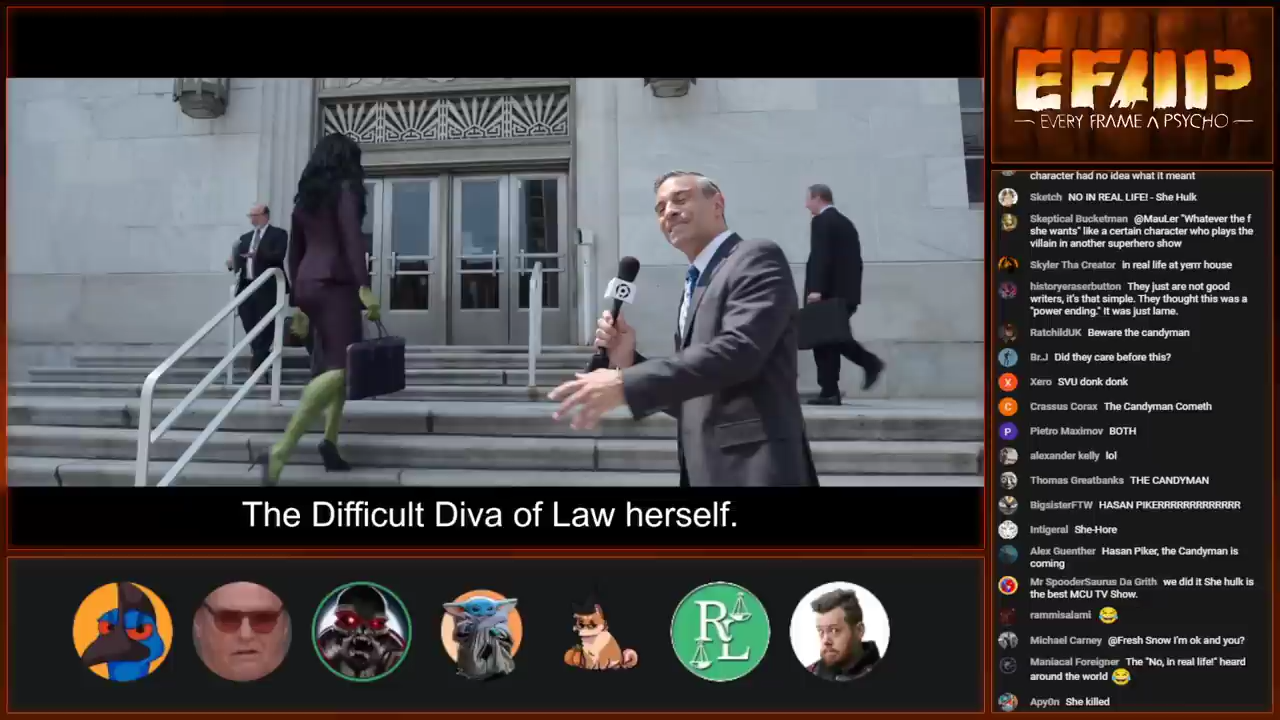 EFAP
EVERY FRAME A PSYCHO
The Difficult Diva of Law herself.
RL
character had no idea what it meant
Sketch NO IN REAL LIFE! - She Hulk
Skeptical Bucketman @MauLer "Whatever the f
she wants" like a certain character who plays the
villain in another superhero show
Skyler Tha Creator in real life at yerrr house
historyeraserbutton They just are not good
writers, it's that simple. They thought this was a
"power ending." It was just lame.
RatchildUK Beware the candyman
Br.J Did they care before this?
X
Xero SVU donk donk
C
Crassus Corax The Candyman Cometh
P
Pietro Maximov BOTH
alexander kelly lol
Thomas Greatbanks THE CANDYMAN
BigsisterFTW HASAN PIKERRRRRRRRRRRR
Intigeral She-Hore
Alex Guenther Hasan Piker, the Candyman is
coming
Mr SpooderSaurus Da Grith we did it She hulk is
the best MCU TV Show.
rammisalami 😂
Michael Carney @Fresh Snow I'm ok and you?
Maniacal Foreigner The "No, in real life!" heard
around the world 😂
Apy0n She killed